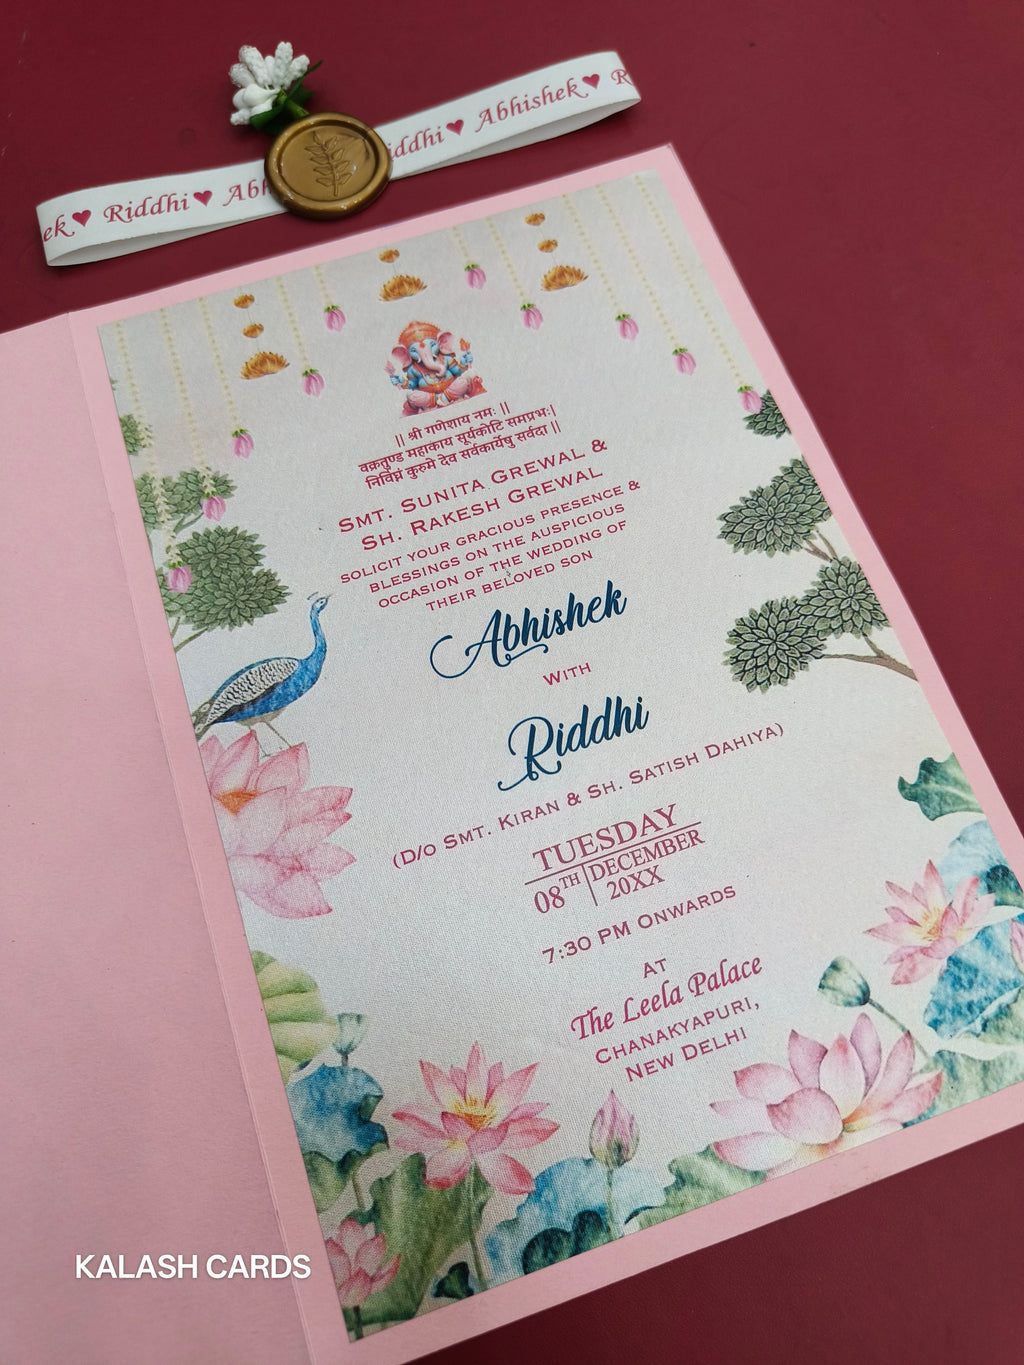 ek♥ Riddhi♥ Abh iddhi♥ Abhishek♥ R
|| श्री गणेशाय नमः ||
वक्रतुण्ड महाकाय सूर्यकोटि समप्रभः|
निर्विघ्नं कुरुमे देव सर्वकार्येषु सर्वदा ||
SMT. SUNITA GREWAL &
SH. RAKESH GREWAL
SOLICIT YOUR GRACIOUS PRESENCE &
BLESSINGS ON THE AUSPICIOUS
OCCASION OF THE WEDDING OF
THEIR BELOVED SON
Abhishek
WITH
Riddhi
(D/O SMT. KIRAN & SH. SATISH DAHIYA)
TUESDAY
08TH DECEMBER
20XX
7:30 PM ONWARDS
AT
The Leela Palace
CHANAKYAPURI,
NEW DELHI
KALASH CARDS